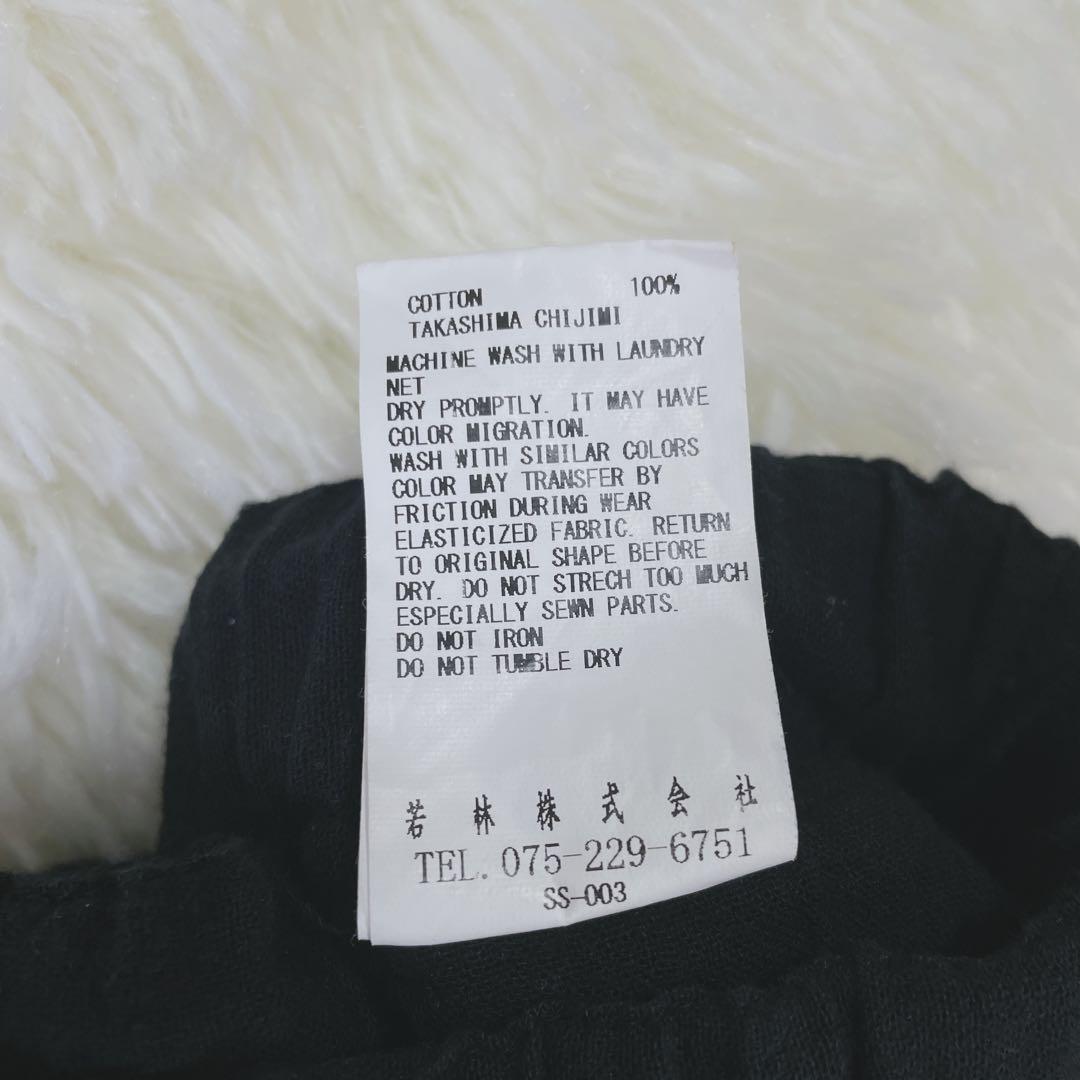 COTTON 100%
TAKASHIMA CHIJIMI
MACHINE WASH WITH LAUNDRY
NET
DRY PROMPTLY. IT MAY HAVE
COLOR MIGRATION.
WASH WITH SIMILAR COLORS
COLOR MAY TRANSFER BY
FRICTION DURING WEAR
ELASTICIZED FABRIC. RETURN
TO ORIGINAL SHAPE BEFORE
DRY. DO NOT STRECH TOO MUCH
ESPECIALLY SEWN PARTS.
DO NOT IRON
DO NOT TUMBLE DRY
若林株式会社
TEL. 075-229-6751
SS-003